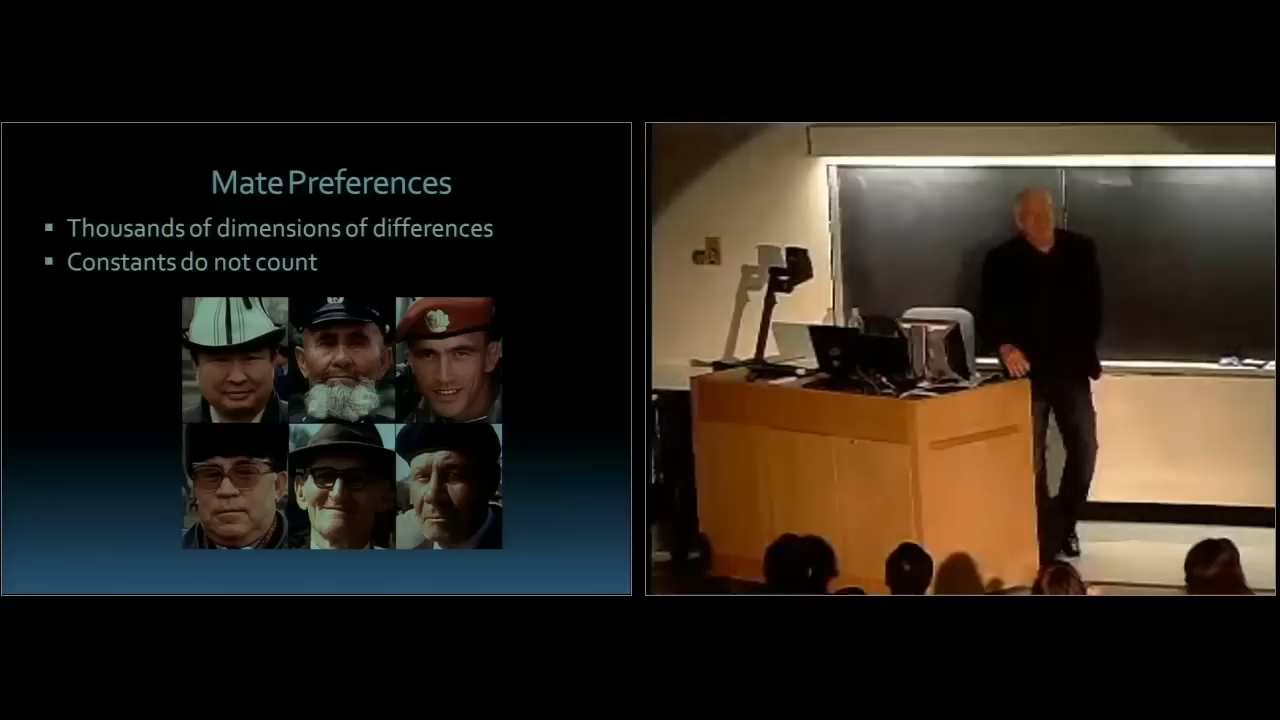 Mate Preferences
Thousands of dimensions of differences
Constants do not count